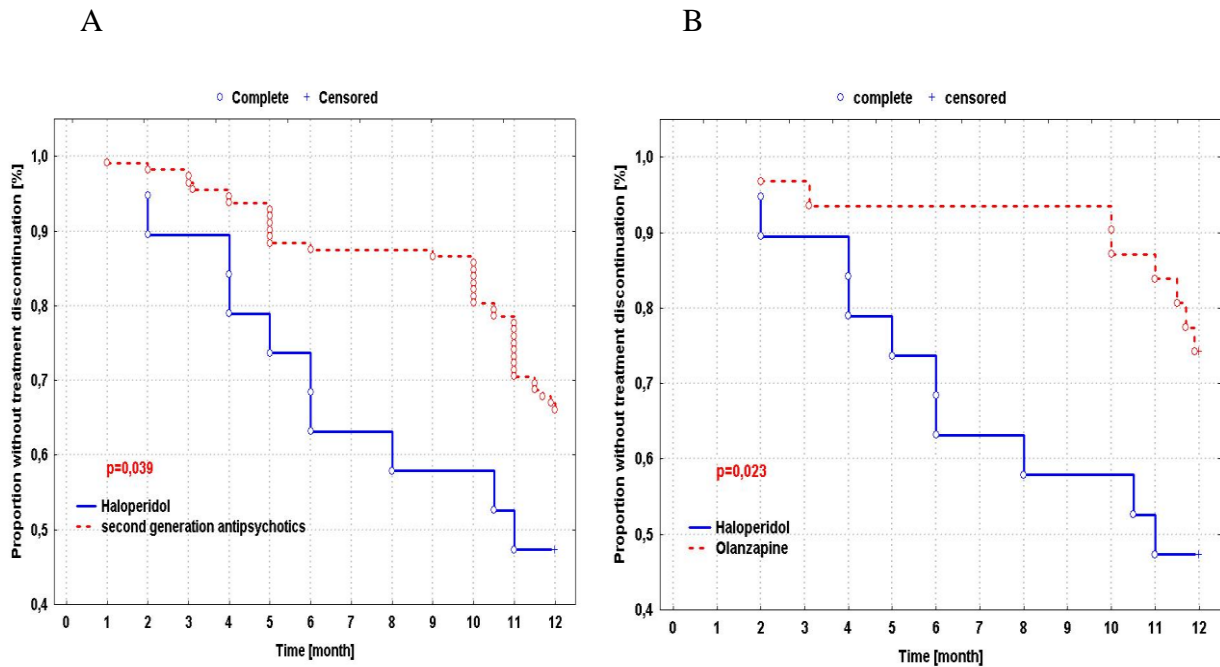 A
B
Complete + Censored
Proportion without treatment discontinuation [%]
1,0
0,9
0,8
0,7
0,6
0,5
0,4
p=0,039
Haloperidol
second generation antipsychotics
0 1 2 3 4 5 6 7 8 9 10 11 12
Time [month]
complete + censored
Proportion without treatment discontinuation [%]
1,0
0,9
0,8
0,7
0,6
0,5
0,4
p=0,023
Haloperidol
Olanzapine
0 1 2 3 4 5 6 7 8 9 10 11 12
Time [month]